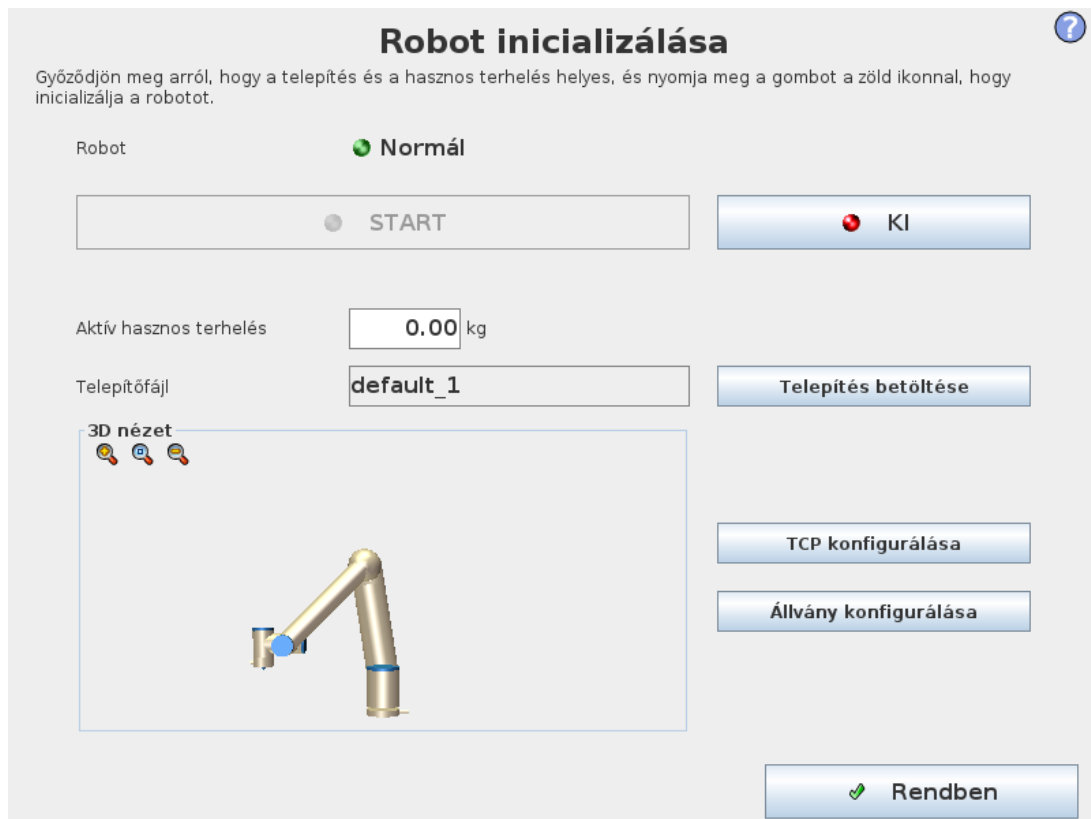 Robot inicializálása
?
Győződjön meg arról, hogy a telepítés és a hasznos terhelés helyes, és nyomja meg a gombot a zöld ikonnal, hogy
inicializálja a robotot.
Robot
Normál
START
KI
Aktív hasznos terhelés
0.00 kg
Telepítőfájl
default_1
Telepítés betöltése
3D nézet
TCP konfigurálása
Állvány konfigurálása
Rendben